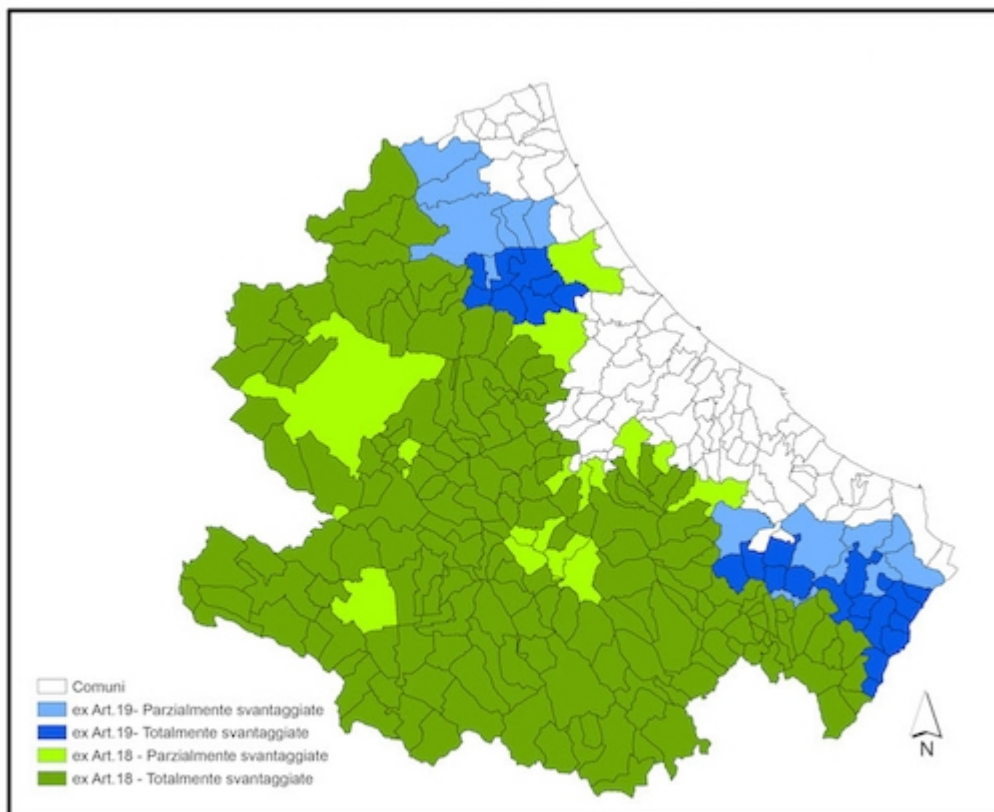 Comuni
ex Art.19- Parzialmente svantaggiate
ex Art.19- Totalmente svantaggiate
ex Art.18 - Parzialmente svantaggiate
ex Art.18 - Totalmente svantaggiate
N